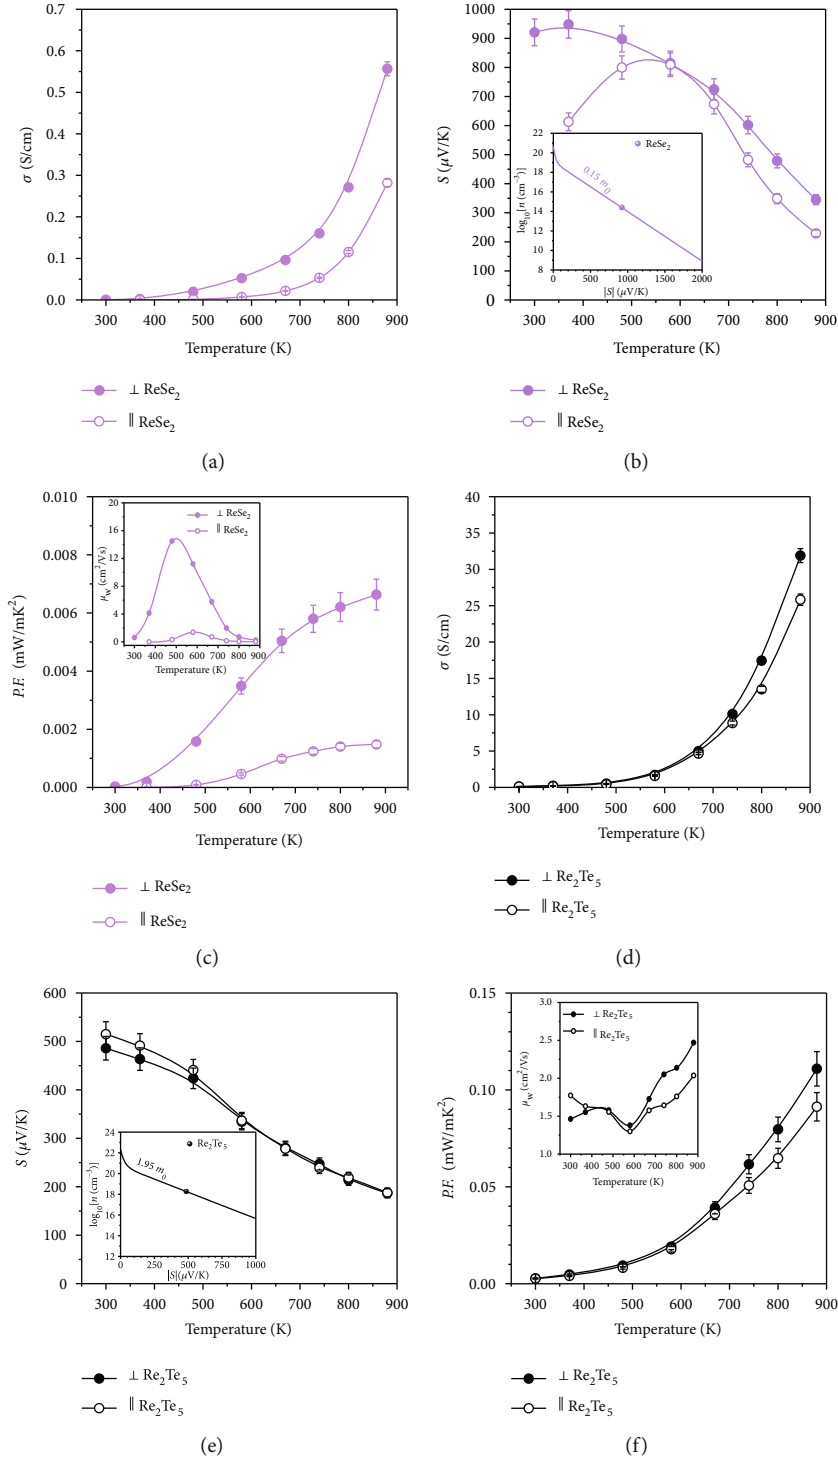 0.7
0.6
0.5
0.4
0.3
0.2
0.1
0.0
σ (S/cm)
300 400 500 600 700 800 900
Temperature (K)
⊥ ReSe2
∥ ReSe2
(a)
1000
900
800
700
600
500
400
300
200
100
0
S (μV/K)
22
20
18
16
14
12
10
8
log10[n (cm−3)]
ReSe2
0.15 m0
0 500 1000 1500 2000
|S| (μV/K)
300 400 500 600 700 800 900
Temperature (K)
⊥ ReSe2
∥ ReSe2
(b)
0.010
0.008
0.006
0.004
0.002
0.000
P.F. (mW/mK2)
24
20
16
12
8
4
0
μW (cm2/Vs)
⊥ ReSe2
∥ ReSe2
300 400 500 600 700 800 900
Temperature (K)
300 400 500 600 700 800 900
Temperature (K)
⊥ ReSe2
∥ ReSe2
(c)
40
35
30
25
20
15
10
5
0
σ (S/cm)
300 400 500 600 700 800 900
Temperature (K)
⊥ Re2Te5
∥ Re2Te5
(d)
600
500
400
300
200
100
0
S (μV/K)
24
23
21
20
18
17
15
14
12
log10[n (cm−3)]
Re2Te5
1.95 m0
0 250 500 750 1000
|S|(μV/K)
300 400 500 600 700 800 900
Temperature (K)
⊥ Re2Te5
∥ Re2Te5
(e)
0.15
0.10
0.05
0.00
P.F. (mW/mK2)
3.0
2.5
2.0
1.5
1.0
μW (cm2/Vs)
⊥ Re2Te5
∥ Re2Te5
300 400 500 600 700 800 900
Temperature (K)
300 400 500 600 700 800 900
Temperature (K)
⊥ Re2Te5
∥ Re2Te5
(f)